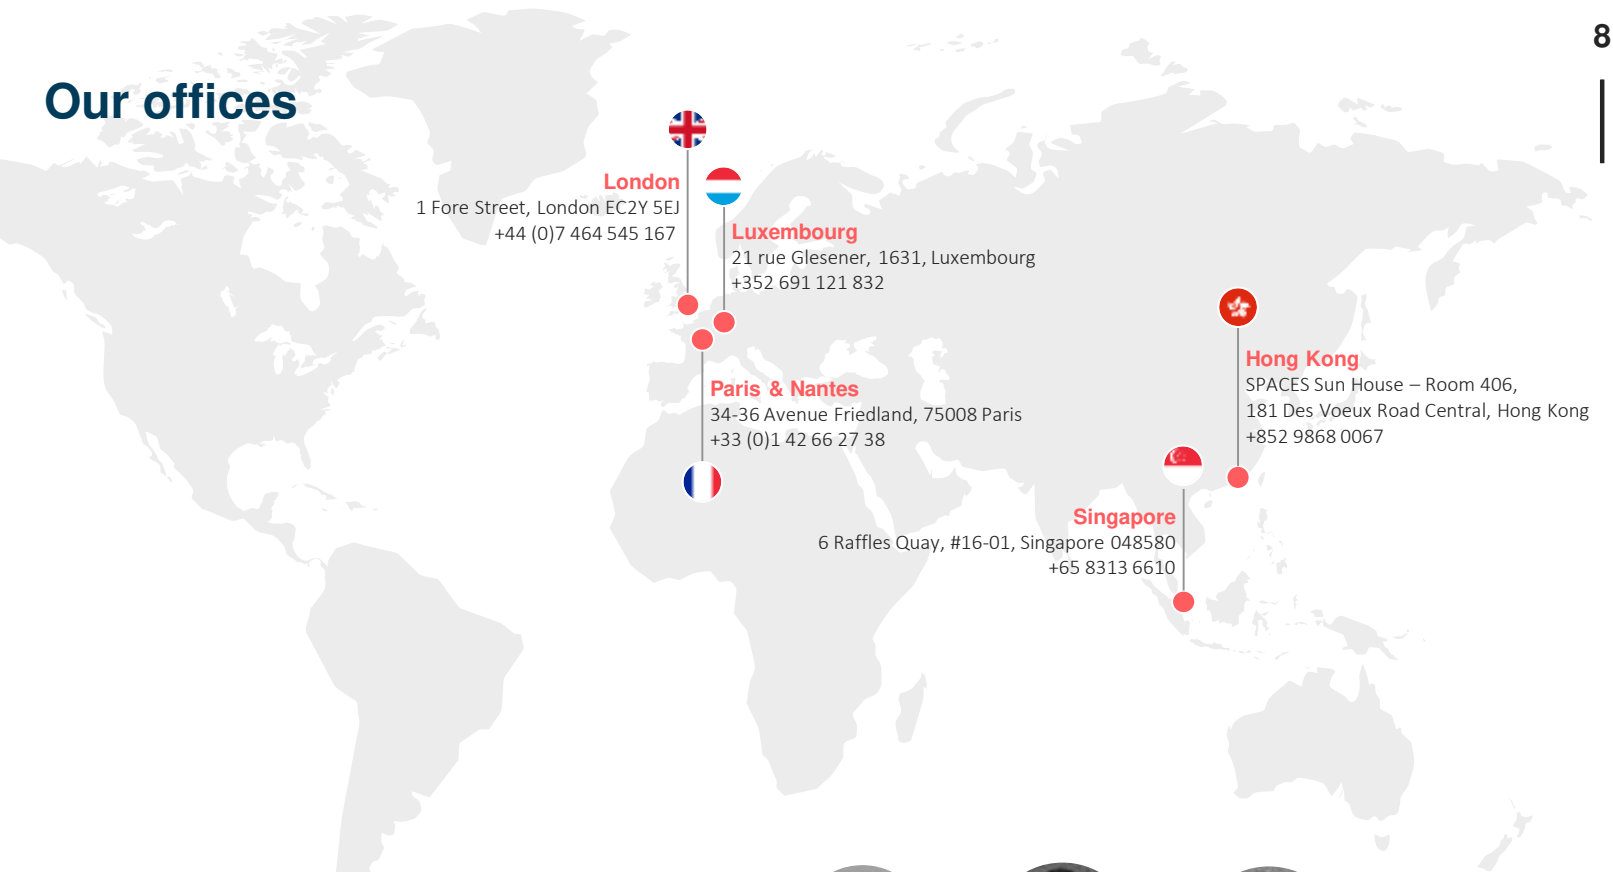 8
Our offices
London
1 Fore Street, London EC2Y 5EJ
+44 (0)7 464 545 167
Luxembourg
21 rue Glesener, 1631, Luxembourg
+352 691 121 832
Paris & Nantes
34-36 Avenue Friedland, 75008 Paris
+33 (0)1 42 66 27 38
Hong Kong
SPACES Sun House – Room 406,
181 Des Voeux Road Central, Hong Kong
+852 9868 0067
Singapore
6 Raffles Quay, #16-01, Singapore 048580
+65 8313 6610